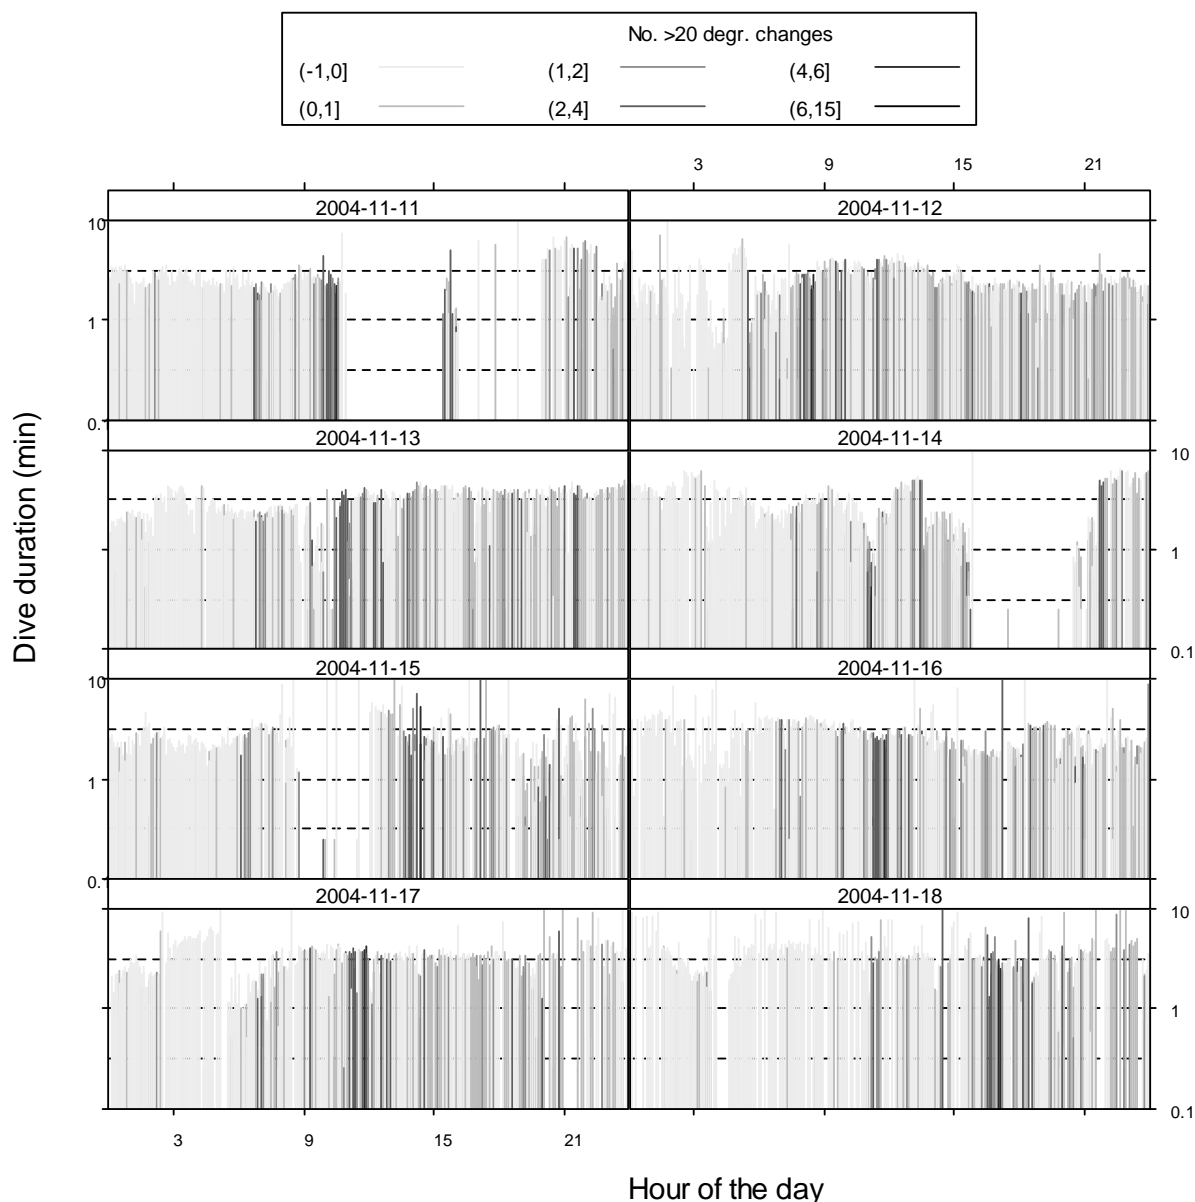 No. >20 degr. changes
(-1,0] (1,2] (4,6]
(0,1] (2,4] (6,15]
3 9 15 21
2004-11-11 2004-11-12
10
1
0.
2004-11-13 2004-11-14
10
1
0.1
2004-11-15 2004-11-16
10
1
0.
2004-11-17 2004-11-18
10
1
0.1
3 9 15 21
Dive duration (min)
Hour of the day